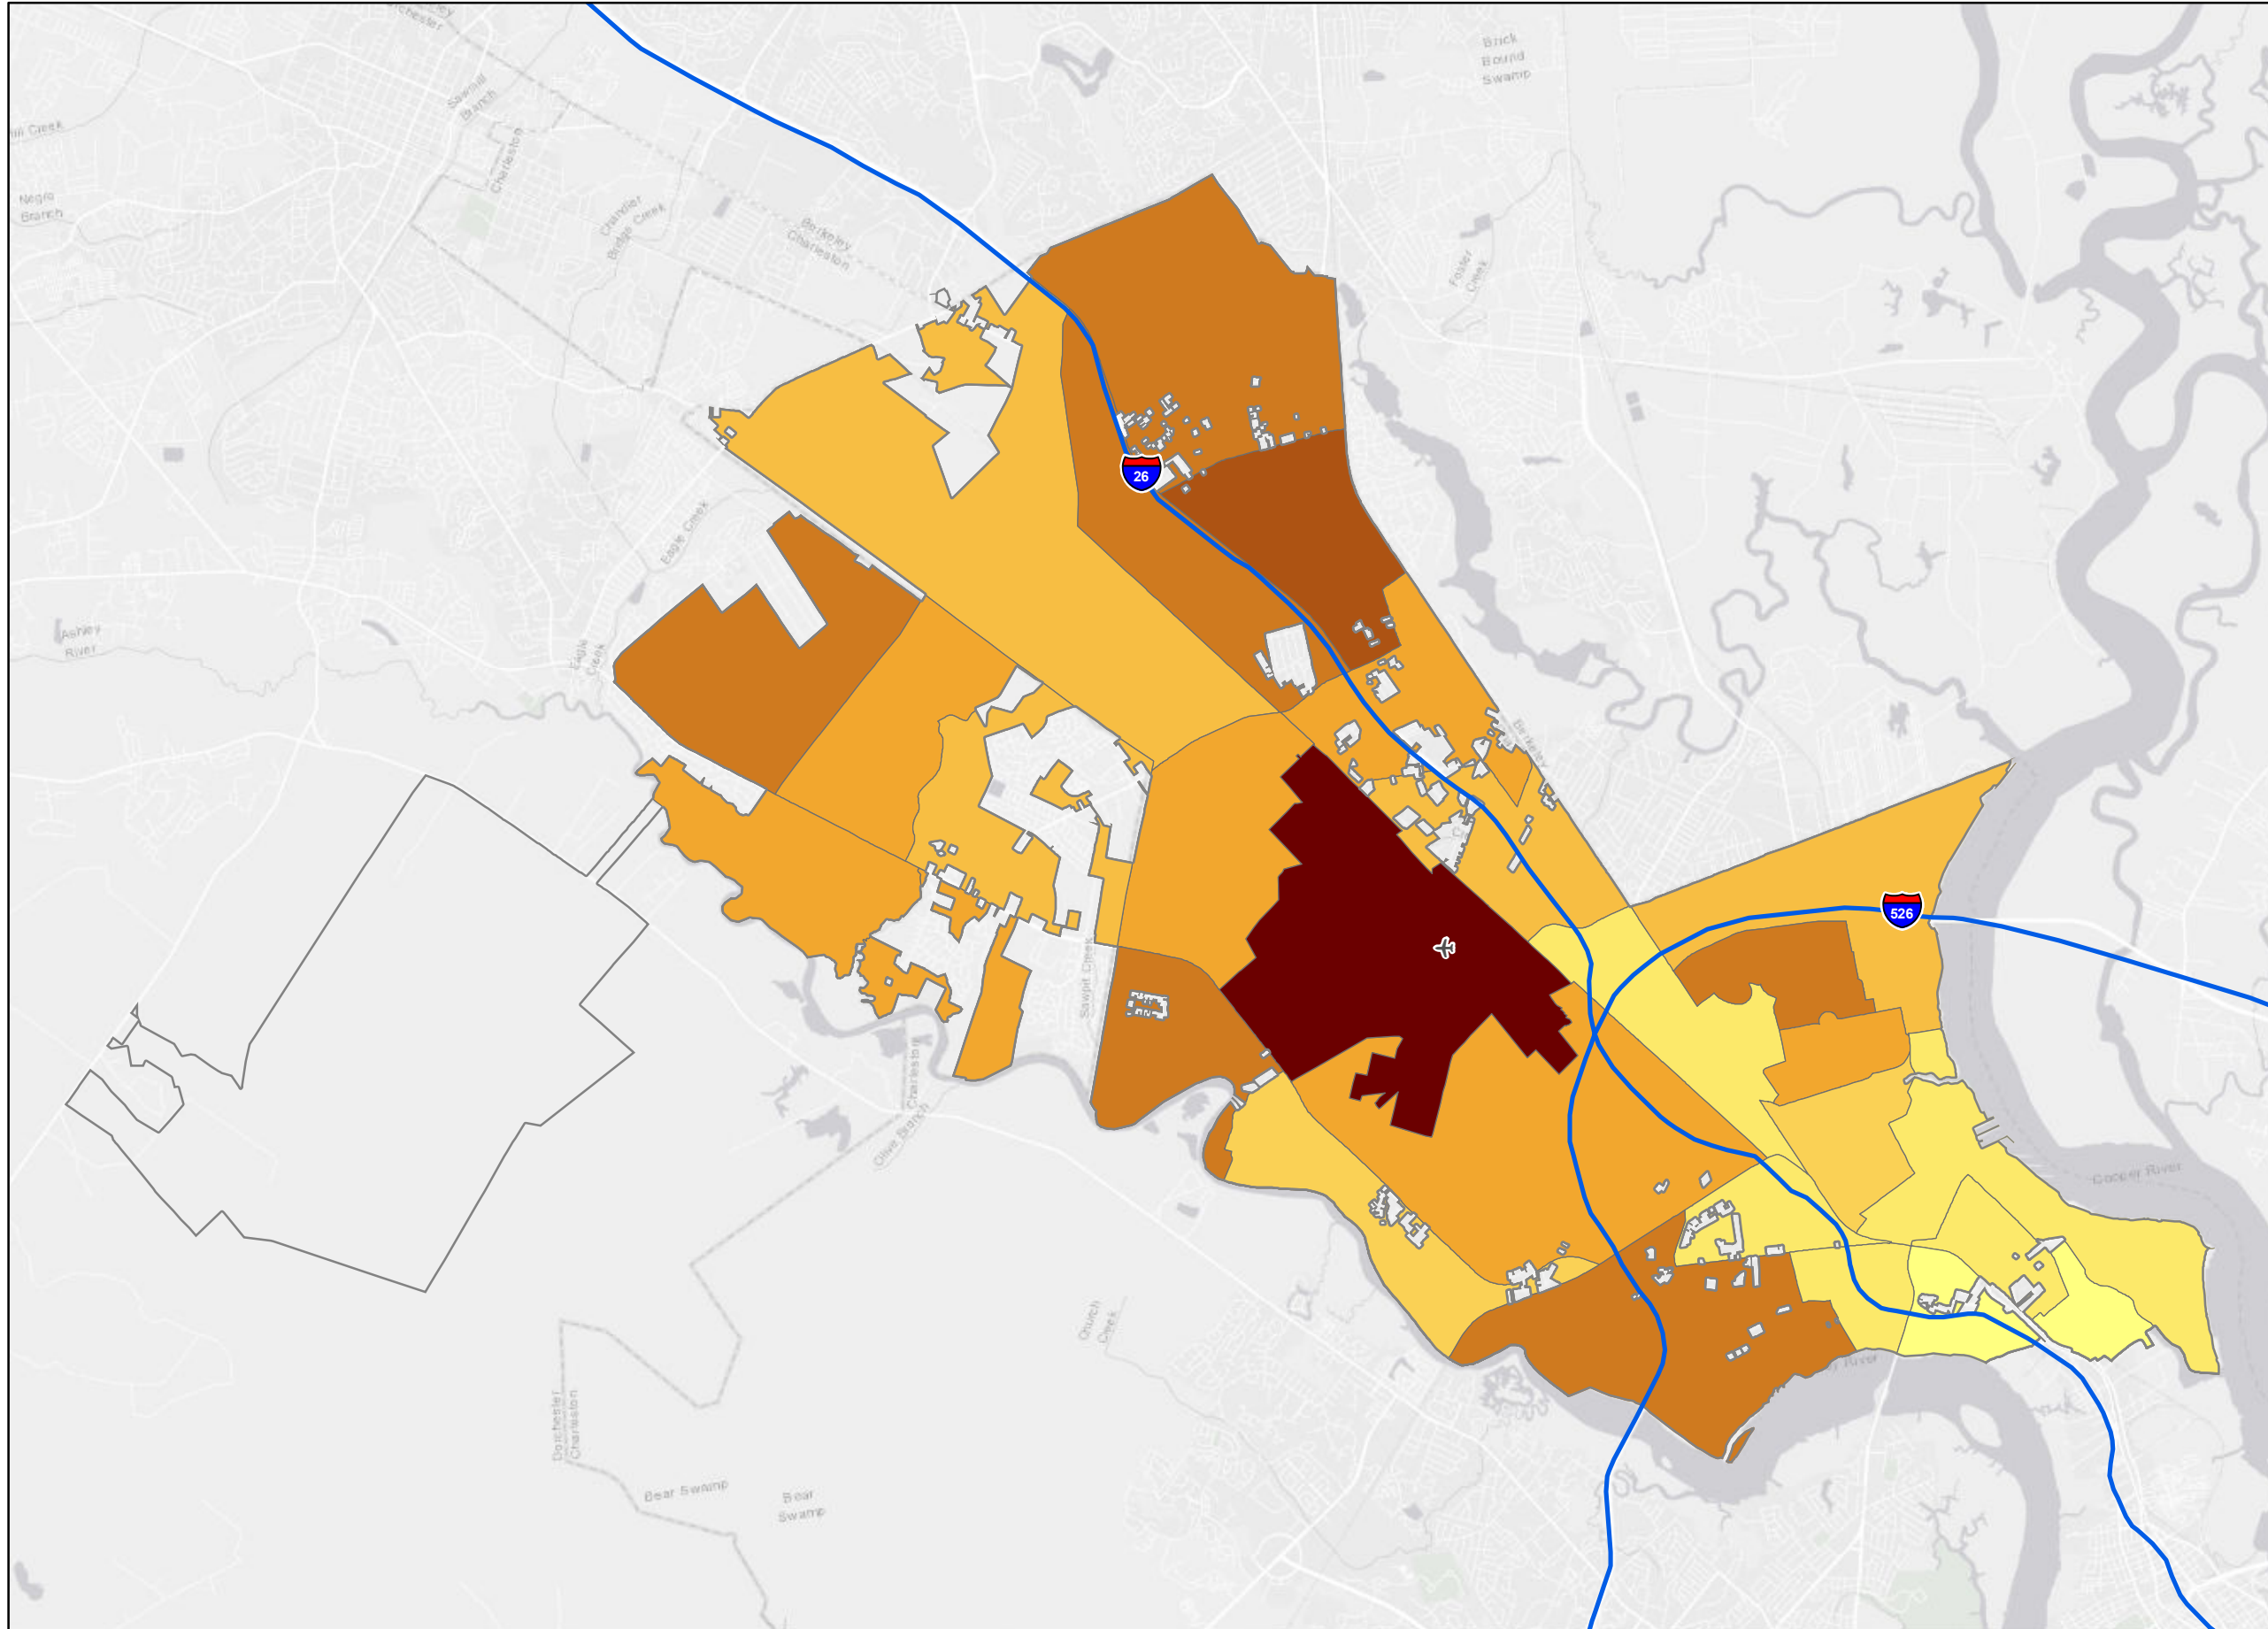 Sawmill
Branch
Brick
Bound
Swamp
Charleston
Negro
Branch
Chandler
Bridge Creek
Berkeley
Charleston
Foster
Creek
26
Eagle Creek
Ashley
River
Eagle
Creek
Berkeley
526
Sawpit Creek
Charleston
Olive Branch
Cooper River
River
Dorchester
Charleston
Bear Swamp
Bear
Swamp